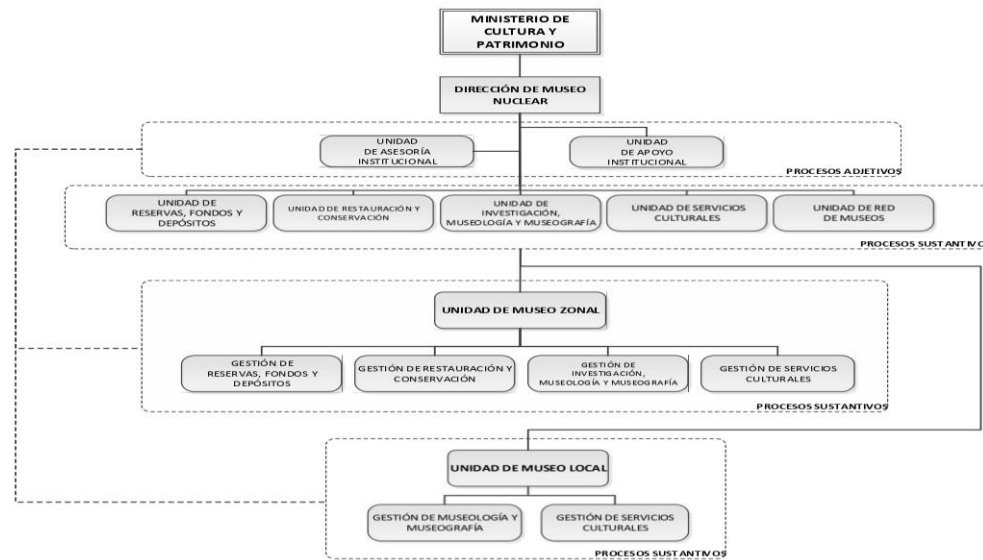 MINISTERIO DE
CULTURA Y
PATRIMONIO
DIRECCIÓN DE MUSEO
NUCLEAR
UNIDAD
DE ASESORÍA
INSTITUCIONAL
UNIDAD
DE APOYO
INSTITUCIONAL
PROCESOS ADJETIVOS
UNIDAD DE
RESERVAS, FONDOS Y
DEPÓSITOS
UNIDAD DE RESTAURACIÓN Y
CONSERVACIÓN
UNIDAD DE
INVESTIGACIÓN,
MUSEOLOGÍA Y MUSEOGRAFÍA
UNIDAD DE SERVICIOS
CULTURALES
UNIDAD DE RED
DE MUSEOS
PROCESOS SUSTANTIVO
UNIDAD DE MUSEO ZONAL
GESTIÓN DE
RESERVAS, FONDOS Y
DEPÓSITOS
GESTIÓN DE RESTAURACIÓN Y
CONSERVACIÓN
GESTIÓN DE
INVESTIGACIÓN,
MUSEOLOGÍA Y MUSEOGRAFÍA
GESTIÓN DE SERVICIOS
CULTURALES
PROCESOS SUSTANTIVOS
UNIDAD DE MUSEO LOCAL
GESTIÓN DE MUSEOLOGÍA Y
MUSEOGRAFÍA
GESTIÓN DE SERVICIOS
CULTURALES
PROCESOS SUSTANTIVOS